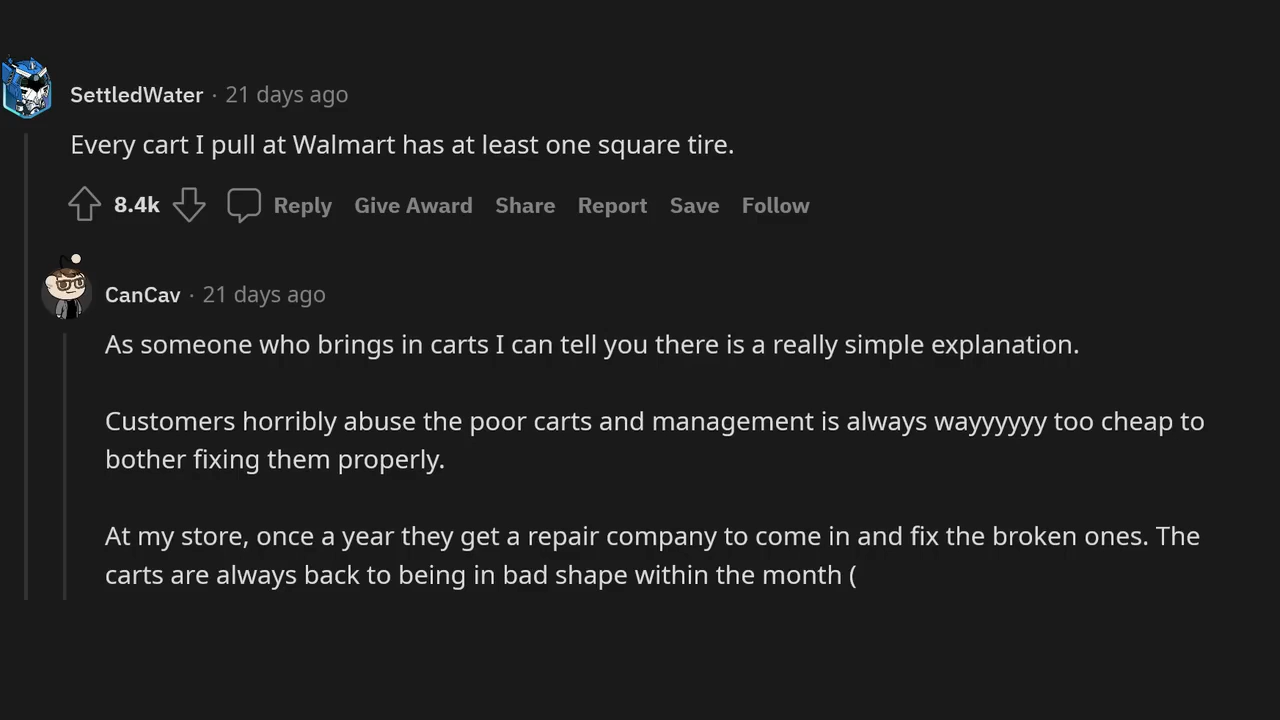 SettledWater · 21 days ago
Every cart I pull at Walmart has at least one square tire.
8.4k Reply Give Award Share Report Save Follow
CanCav · 21 days ago
As someone who brings in carts I can tell you there is a really simple explanation.
Customers horribly abuse the poor carts and management is always wayyyyyy too cheap to
bother fixing them properly.
At my store, once a year they get a repair company to come in and fix the broken ones. The
carts are always back to being in bad shape within the month (